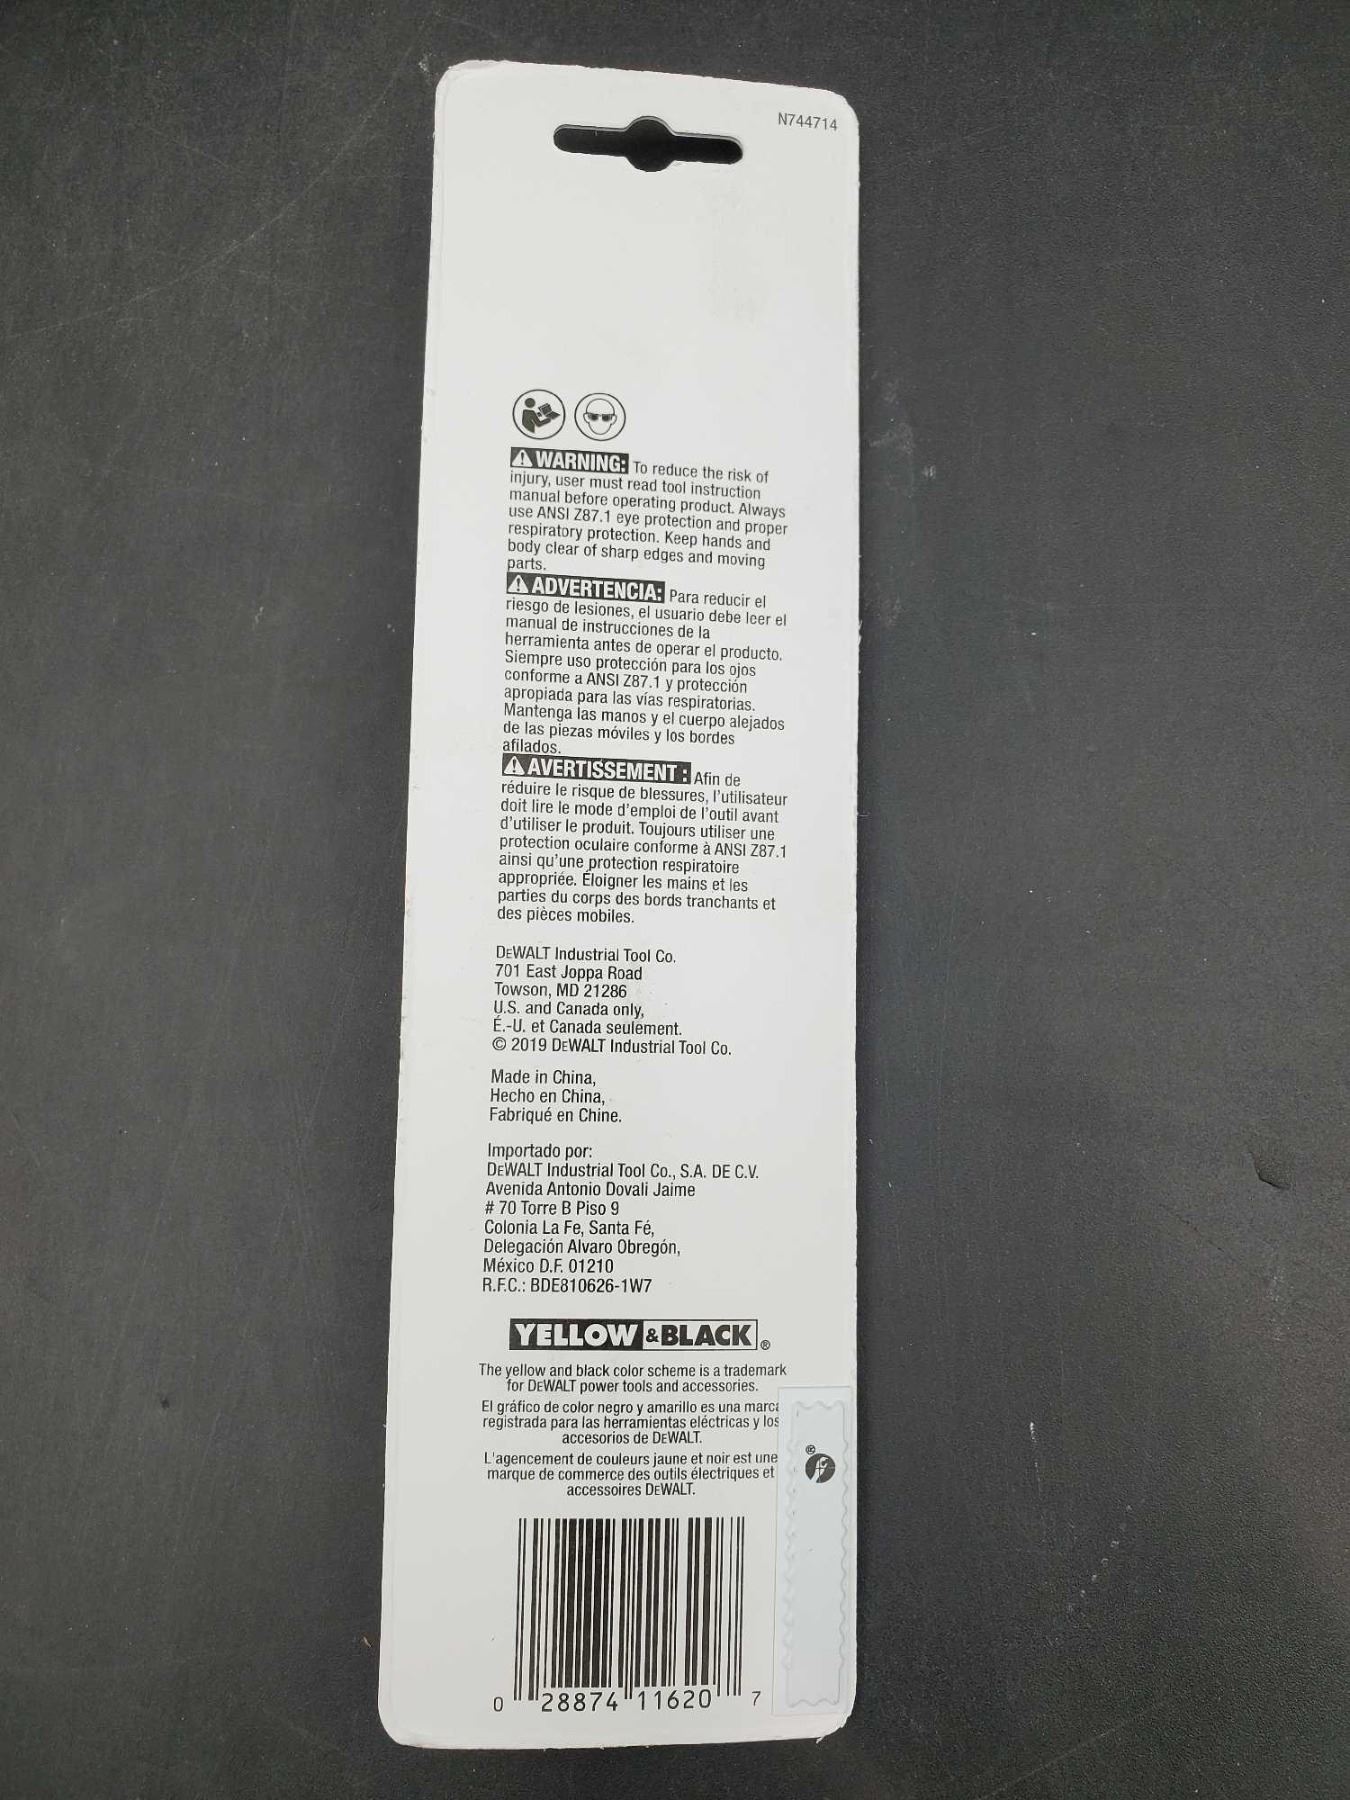 N744714
WARNING: To reduce the risk of
injury, user must read tool instruction
manual before operating product. Always
use ANSI Z87.1 eye protection and proper
respiratory protection. Keep hands and
body clear of sharp edges and moving
parts.
ADVERTENCIA: Para reducir el
riesgo de lesiones, el usuario debe leer el
manual de instrucciones de la
herramienta antes de operar el producto.
Siempre uso protección para los ojos
conforme a ANSI Z87.1 y protección
apropiada para las vías respiratorias.
Mantenga las manos y el cuerpo alejados
de las piezas móviles y los bordes
afilados.
AVERTISSEMENT : Afin de
réduire le risque de blessures, l'utilisateur
doit lire le mode d'emploi de l'outil avant
d'utiliser le produit. Toujours utiliser une
protection oculaire conforme à ANSI Z87.1
ainsi qu'une protection respiratoire
appropriée. Éloigner les mains et les
parties du corps des bords tranchants et
des pièces mobiles.
DEWALT Industrial Tool Co.
701 East Joppa Road
Towson, MD 21286
U.S. and Canada only,
É.-U. et Canada seulement.
© 2019 DEWALT Industrial Tool Co.
Made in China,
Hecho en China,
Fabriqué en Chine.
Importado por:
DEWALT Industrial Tool Co., S.A. DE C.V.
Avenida Antonio Dovali Jaime
# 70 Torre B Piso 9
Colonia La Fe, Santa Fé,
Delegación Alvaro Obregón,
México D.F. 01210
R.F.C.: BDE810626-1W7
YELLOW & BLACK ®
The yellow and black color scheme is a trademark
for DEWALT power tools and accessories.
El gráfico de color negro y amarillo es una marca
registrada para las herramientas eléctricas y los
accesorios de DEWALT.
L'agencement de couleurs jaune et noir est une
marque de commerce des outils électriques et
accessoires DEWALT.
0 28874 11620 7